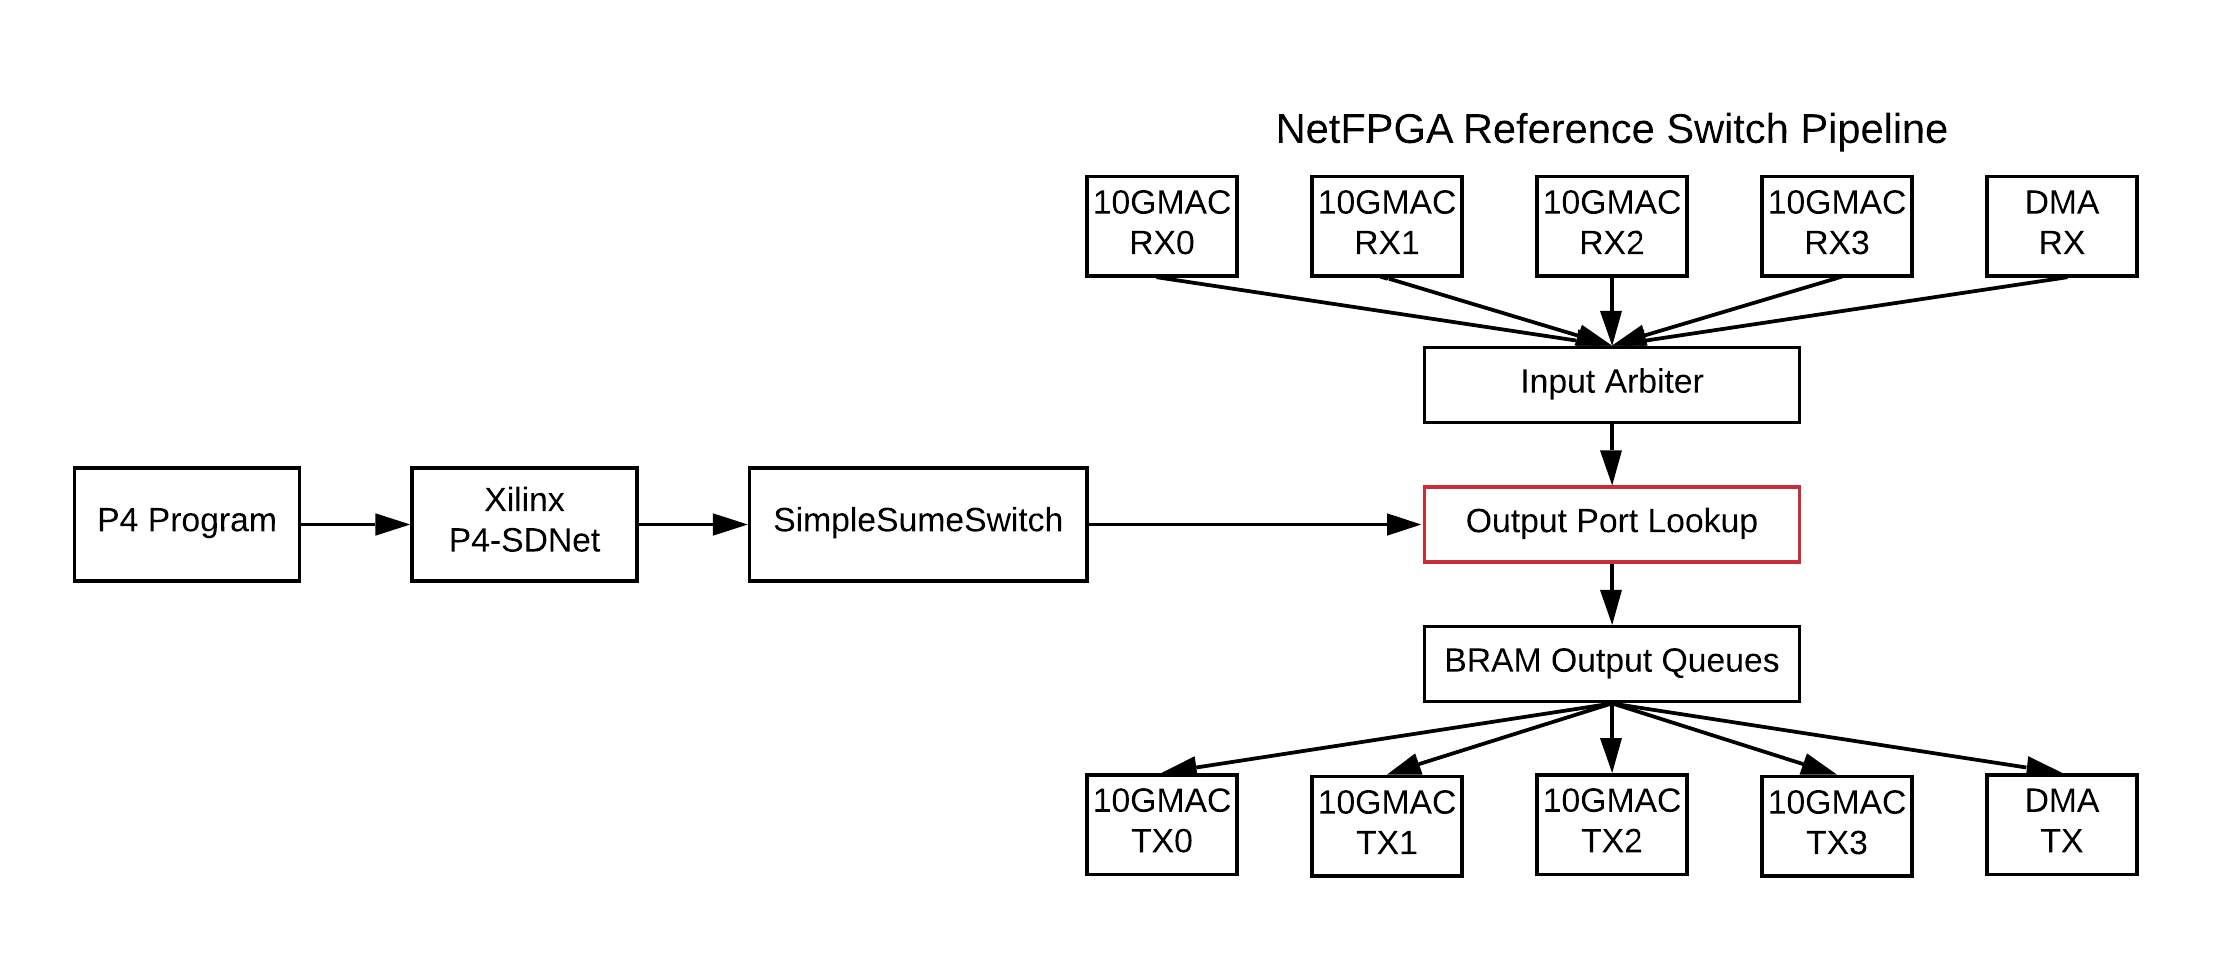 NetFPGA Reference Switch Pipeline
10GMAC
RX0
10GMAC
RX1
10GMAC
RX2
10GMAC
RX3
DMA
RX
Input Arbiter
P4 Program
Xilinx
P4-SDNet
SimpleSumeSwitch
Output Port Lookup
BRAM Output Queues
10GMAC
TX0
10GMAC
TX1
10GMAC
TX2
10GMAC
TX3
DMA
TX